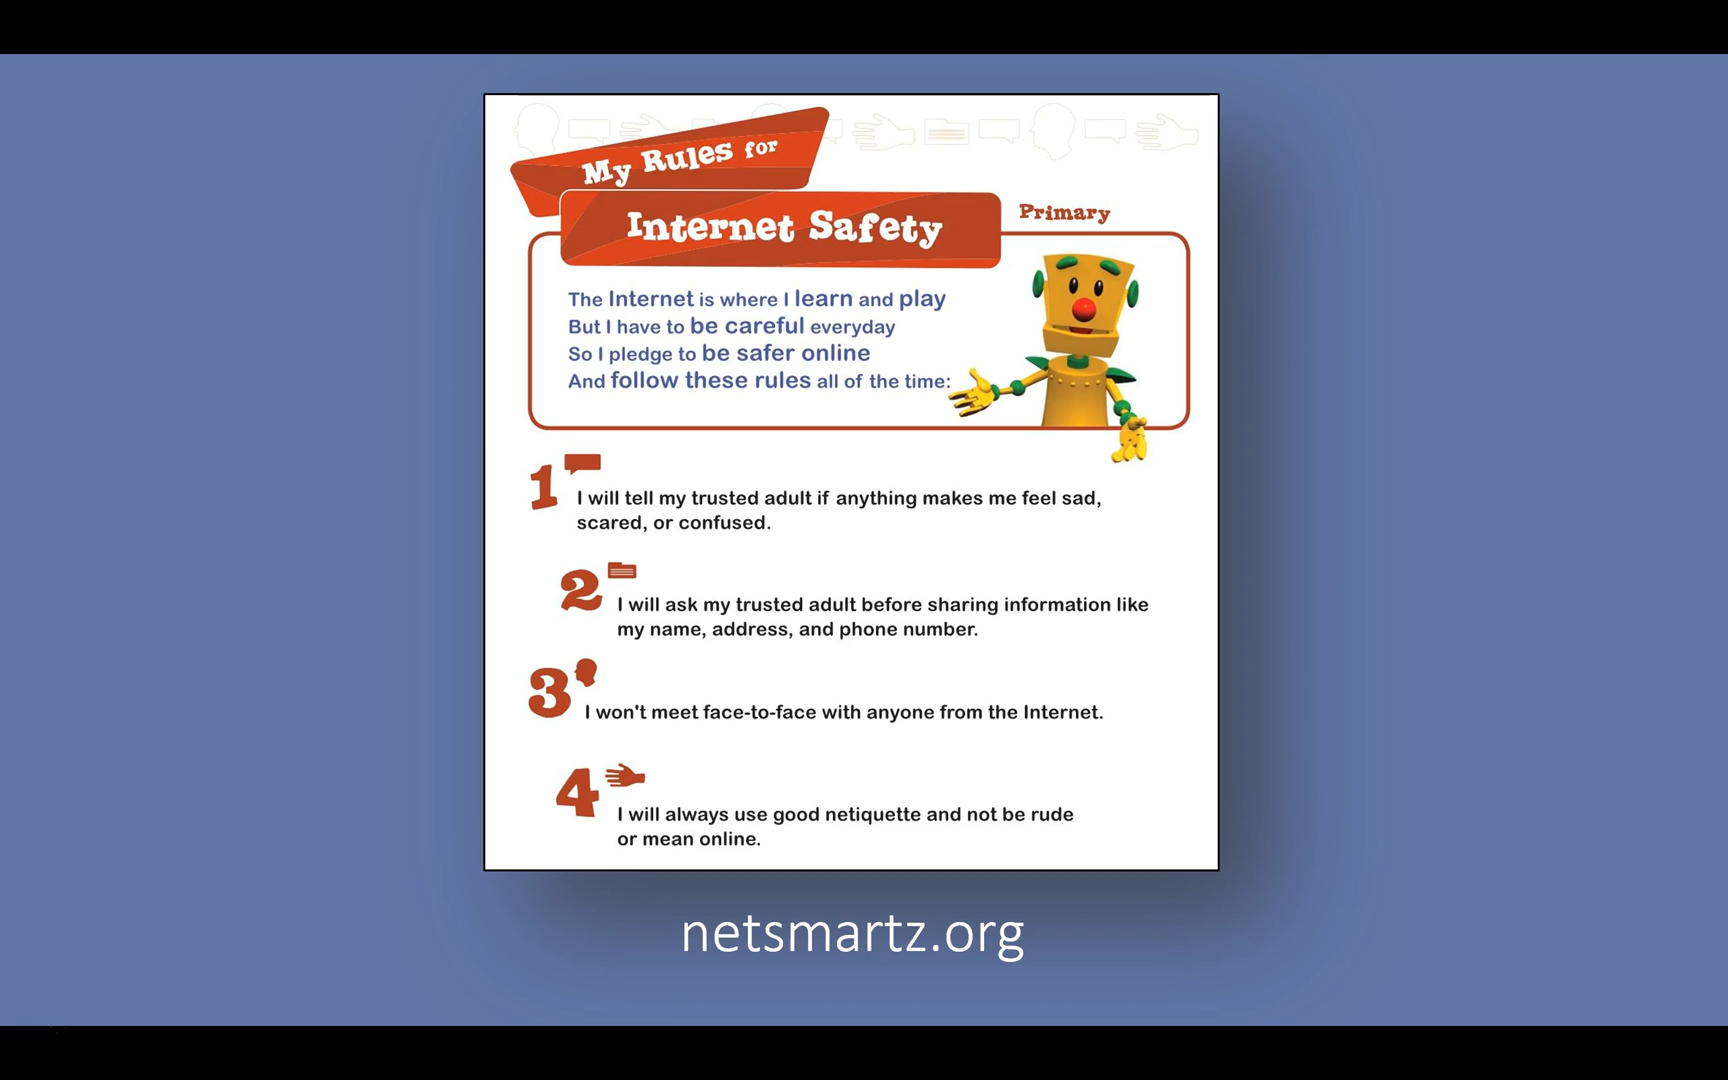 My Rules for
Internet Safety
Primary
The Internet is where I learn and play
But I have to be careful everyday
So I pledge to be safer online
And follow these rules all of the time:
1
I will tell my trusted adult if anything makes me feel sad,
scared, or confused.
2
I will ask my trusted adult before sharing information like
my name, address, and phone number.
3
I won't meet face-to-face with anyone from the Internet.
4
I will always use good netiquette and not be rude
or mean online.
netsmartz.org